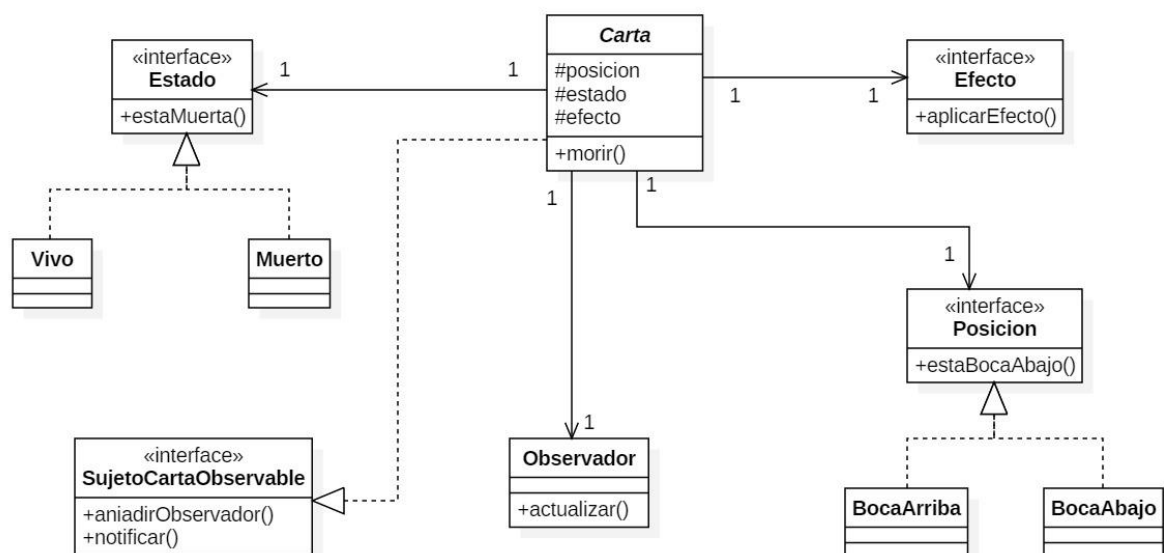 «interface»
Estado
+estaMuerta()
1
1
Carta
#posicion
#estado
#efecto
+morir()
1
1
«interface»
Efecto
+aplicarEfecto()
1
1
Vivo
Muerto
1
«interface»
Posicion
+estaBocaAbajo()
1
«interface»
SujetoCartaObservable
+aniadirObservador()
+notificar()
Observador
+actualizar()
BocaArriba
BocaAbajo